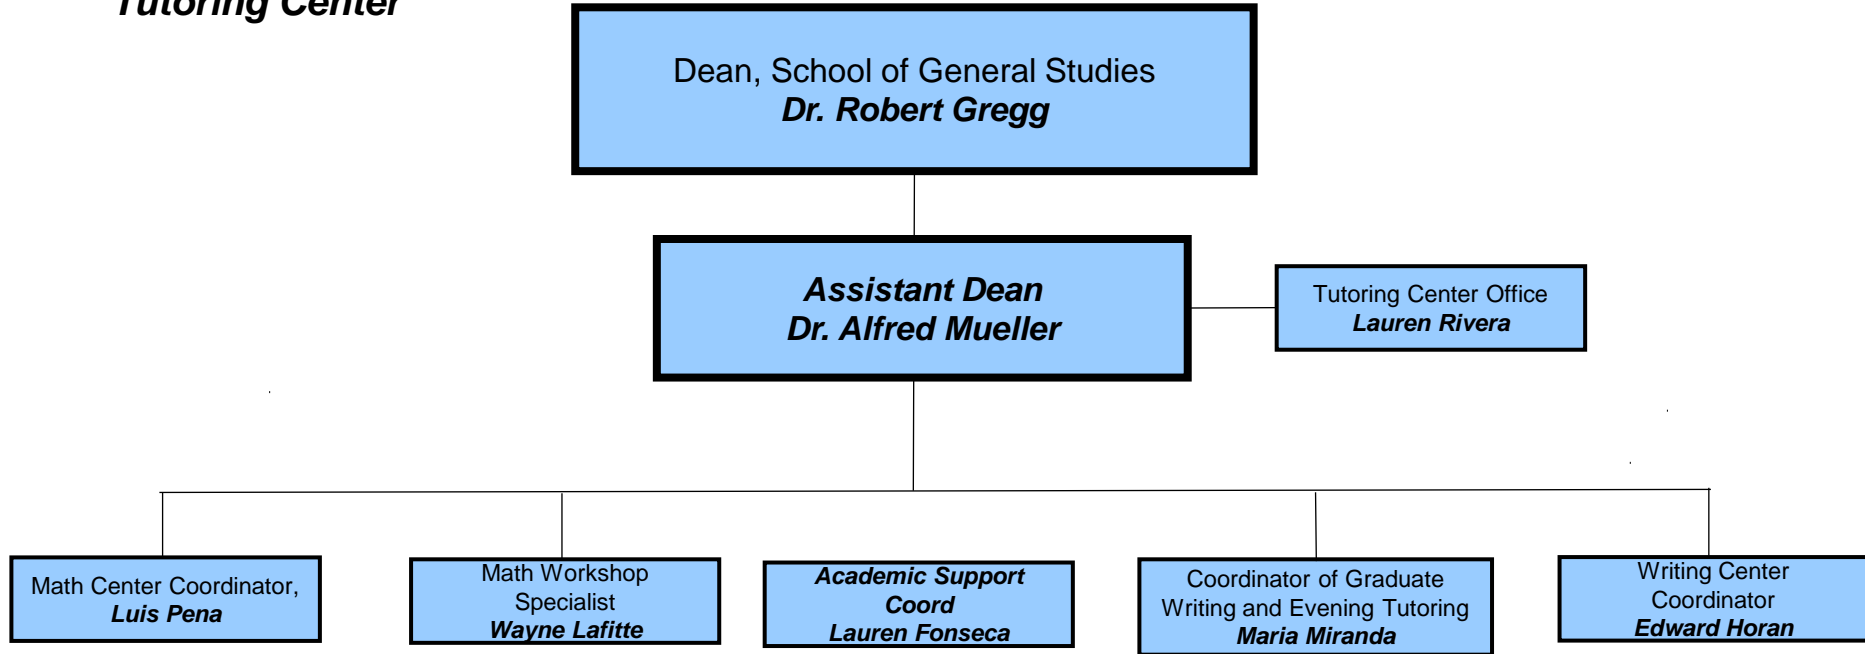 Tutoring Center
Dean, School of General Studies
Dr. Robert Gregg
Assistant Dean
Dr. Alfred Mueller
Tutoring Center Office
Lauren Rivera
Math Center Coordinator,
Luis Pena
Math Workshop
Specialist
Wayne Lafitte
Academic Support
Coord
Lauren Fonseca
Coordinator of Graduate
Writing and Evening Tutoring
Maria Miranda
Writing Center
Coordinator
Edward Horan